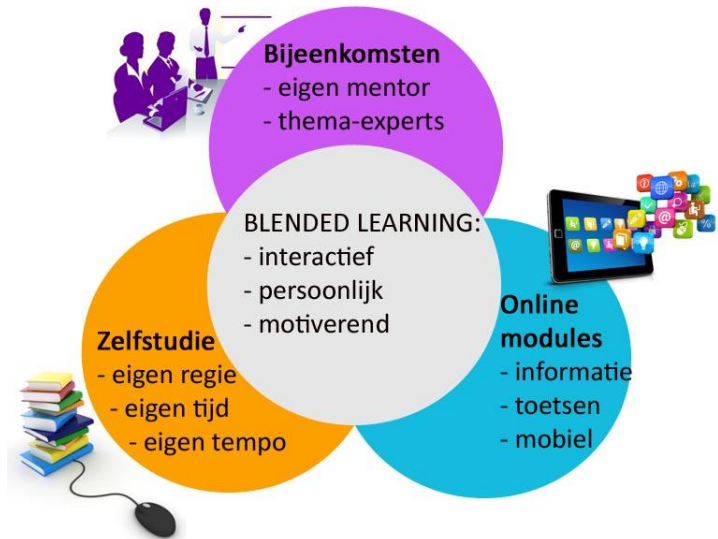 Bijeenkomsten
- eigen mentor
- thema-experts
BLENDED LEARNING:
- interactief
- persoonlijk
- motiverend
Zelfstudie
- eigen regie
- eigen tijd
- eigen tempo
Online
modules
- informatie
- toetsen
- mobiel